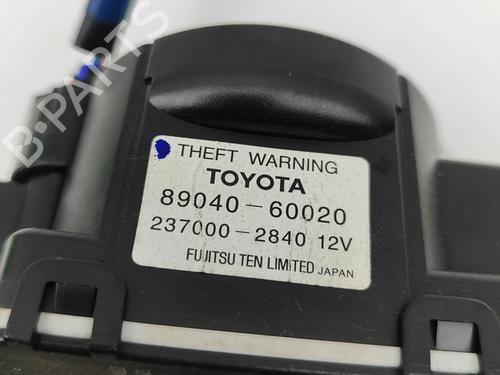 B-PARTS
THEFT WARNING
TOYOTA
89040-60020
237000-2840 12V
FUJITSU TEN LIMITED JAPAN